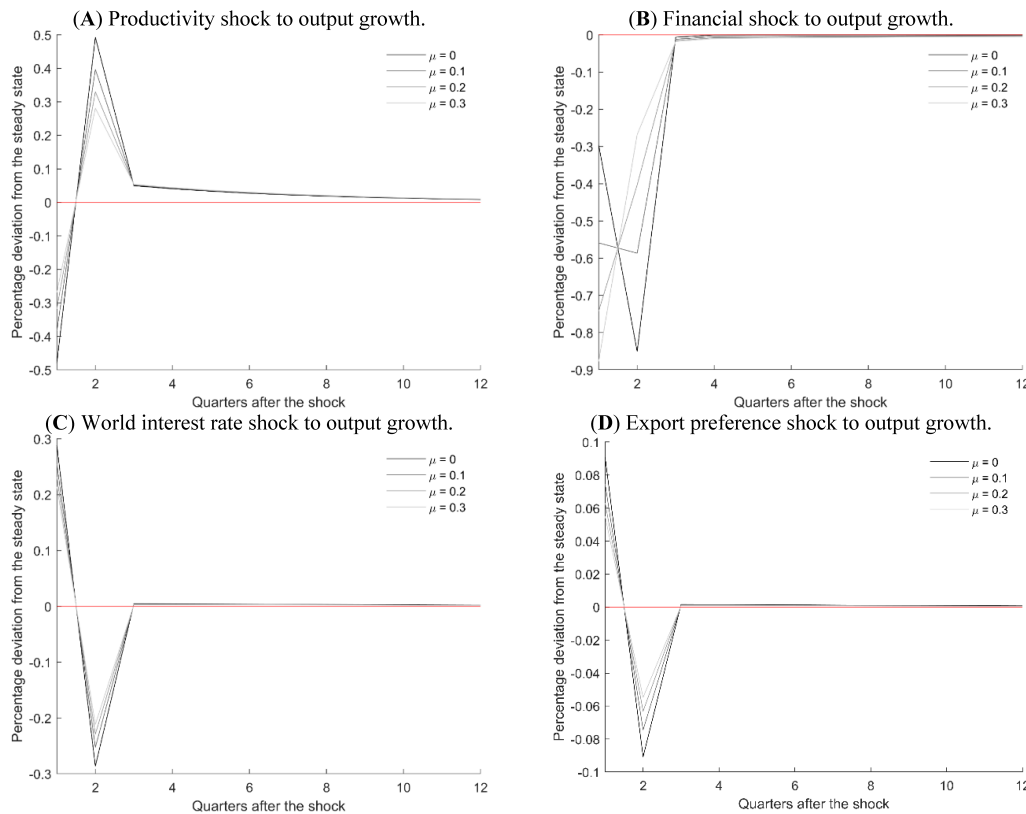 (A) Productivity shock to output growth.
Percentage deviation from the steady state
0.5
0.4
0.3
0.2
0.1
0
-0.1
-0.2
-0.3
-0.4
-0.5
μ = 0
μ = 0.1
μ = 0.2
μ = 0.3
2 4 6 8 10 12
Quarters after the shock
(B) Financial shock to output growth.
Percentage deviation from the steady state
0
-0.1
-0.2
-0.3
-0.4
-0.5
-0.6
-0.7
-0.8
-0.9
μ = 0
μ = 0.1
μ = 0.2
μ = 0.3
2 4 6 8 10 12
Quarters after the shock
(C) World interest rate shock to output growth.
Percentage deviation from the steady state
0.3
0.2
0.1
0
-0.1
-0.2
-0.3
μ = 0
μ = 0.1
μ = 0.2
μ = 0.3
2 4 6 8 10 12
Quarters after the shock
(D) Export preference shock to output growth.
Percentage deviation from the steady state
0.1
0.08
0.06
0.04
0.02
0
-0.02
-0.04
-0.06
-0.08
-0.1
μ = 0
μ = 0.1
μ = 0.2
μ = 0.3
2 4 6 8 10 12
Quarters after the shock